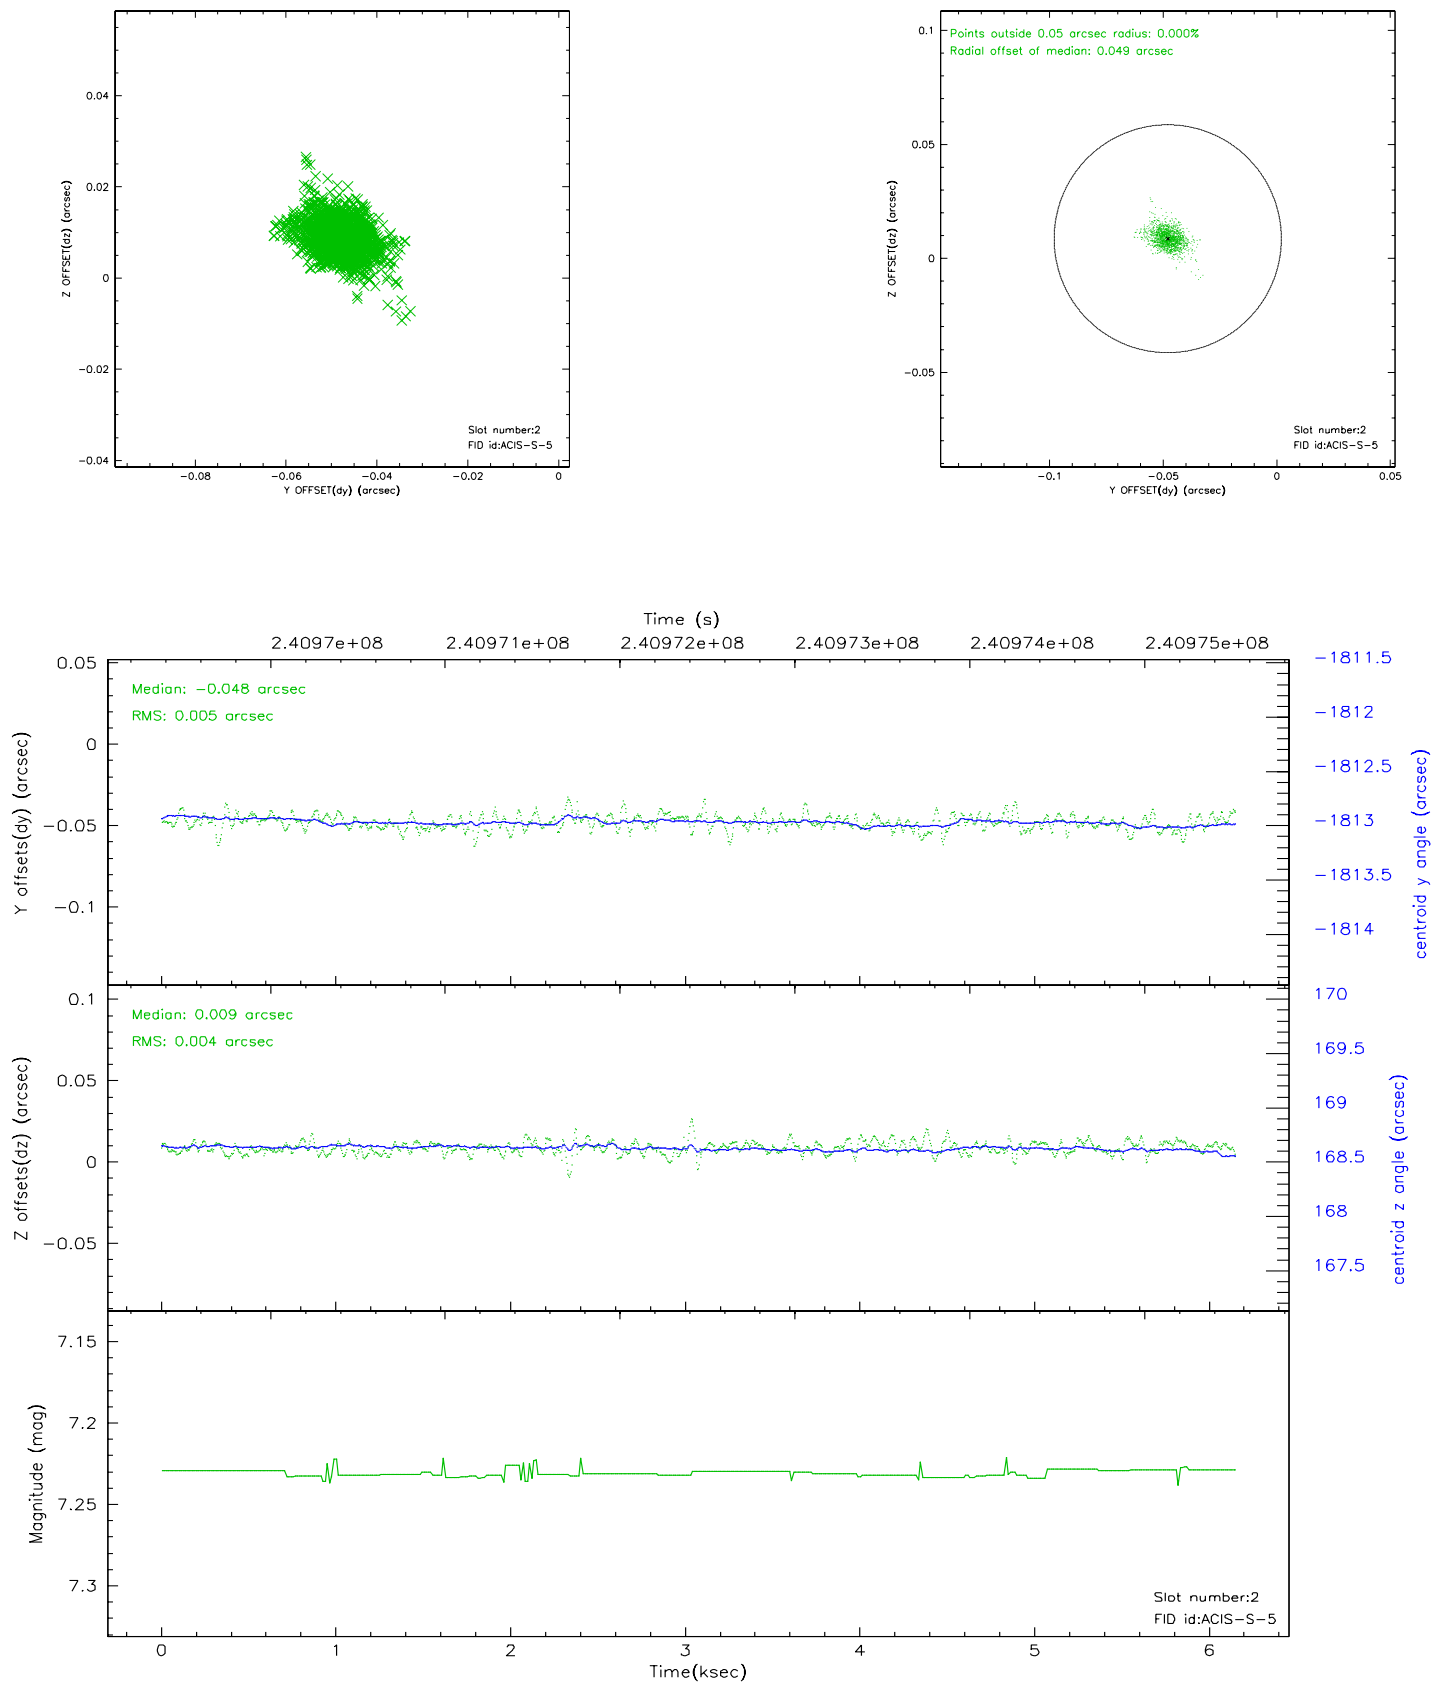 0.04
0.02
0
−0.02
−0.04
Z OFFSET(dz) (arcsec)
Slot number:2
FID id:ACIS−S−5
−0.08 −0.06 −0.04 −0.02 0
Y OFFSET(dy) (arcsec)
Points outside 0.05 arcsec radius: 0.000%
Radial offset of median: 0.049 arcsec
0.1
0.05
0
−0.05
Z OFFSET(dz) (arcsec)
Slot number:2
FID id:ACIS−S−5
−0.1 −0.05 0 0.05
Y OFFSET(dy) (arcsec)
Time (s)
2.4097e+08 2.40971e+08 2.40972e+08 2.40973e+08 2.40974e+08 2.40975e+08
Median: −0.048 arcsec
RMS: 0.005 arcsec
0.05
0
−0.05
−0.1
Y offsets(dy) (arcsec)
−1811.5
−1812
−1812.5
−1813
−1813.5
−1814
centroid y angle (arcsec)
Median: 0.009 arcsec
RMS: 0.004 arcsec
0.1
0.05
0
−0.05
Z offsets(dz) (arcsec)
170
169.5
169
168.5
168
167.5
centroid z angle (arcsec)
7.15
7.2
7.25
7.3
Magnitude (mag)
Slot number:2
FID id:ACIS−S−5
0 1 2 3 4 5 6
Time(ksec)